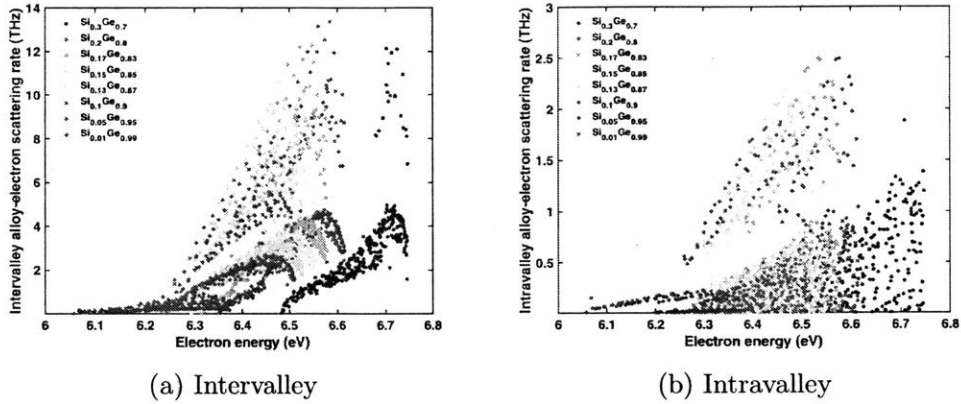 Intervalley alloy-electron scattering rate (THz)
14
12
10
8
6
4
2
Si0.3Ge0.7
Si0.2Ge0.8
Si0.17Ge0.83
Si0.15Ge0.85
Si0.13Ge0.87
Si0.1Ge0.9
Si0.05Ge0.95
Si0.01Ge0.99
6 6.1 6.2 6.3 6.4 6.5 6.6 6.7 6.8
Electron energy (eV)
(a) Intervalley
Intravalley alloy-electron scattering rate (THz)
3
2.5
2
1.5
1
0.5
0
Si0.3Ge0.7
Si0.2Ge0.8
Si0.17Ge0.83
Si0.15Ge0.85
Si0.13Ge0.87
Si0.1Ge0.9
Si0.05Ge0.95
Si0.01Ge0.99
6 6.1 6.2 6.3 6.4 6.5 6.6 6.7 6.8
Electron energy (eV)
(b) Intravalley